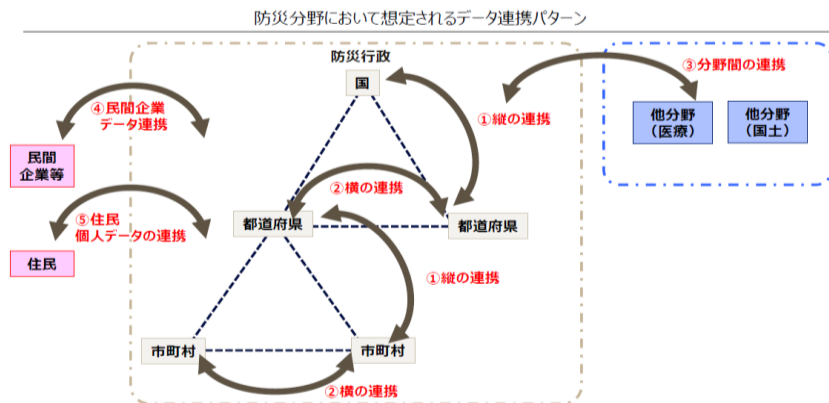 防災分野において想定されるデータ連携パターン
防災行政
国
③分野間の連携
④民間企業
データ連携
①縦の連携
他分野
(医療)
他分野
(国土)
民間
企業等
②横の連携
⑤住民
個人データの連携
都道府県
都道府県
住民
①縦の連携
市町村
市町村
②横の連携